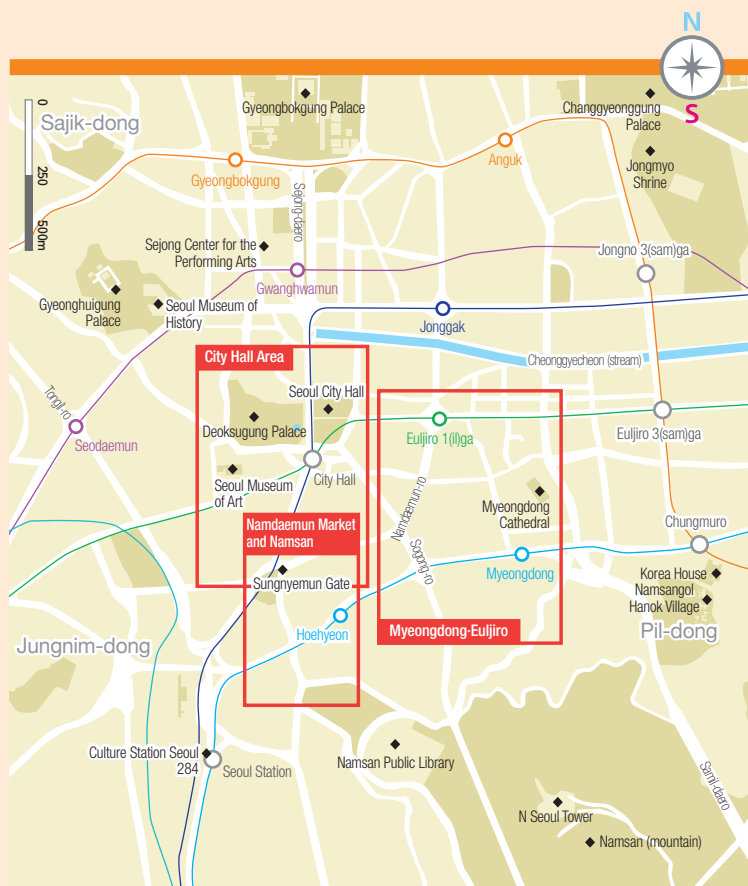 N
S
0
250
500m
Sajik-dong
Gyeongbokgung Palace
Changgyeonggung
Palace
Jongmyo
Shrine
Anguk
Gyeongbokgung
Sejong-daero
Sejong Center for the
Performing Arts
Jongno 3(sam)ga
Gwanghwamun
Gyeonghuigung
Palace
Seoul Museum of
History
Jonggak
City Hall Area
Cheonggyecheon (stream)
Tongil-ro
Seoul City Hall
Deoksugung Palace
Seodaemun
Euljiro 1(il)ga
Euljiro 3(sam)ga
City Hall
Seoul Museum
of Art
Namdaemun-ro
Myeongdong
Cathedral
Namdaemun Market
and Namsan
Sogong-ro
Chungmuro
Sungnyemun Gate
Myeongdong
Korea House
Namsangol
Hanok Village
Hoehyeon
Myeongdong·Euljiro
Pil-dong
Jungnim-dong
Culture Station Seoul
284
Seoul Station
Namsan Public Library
Samil-daero
N Seoul Tower
Namsan (mountain)